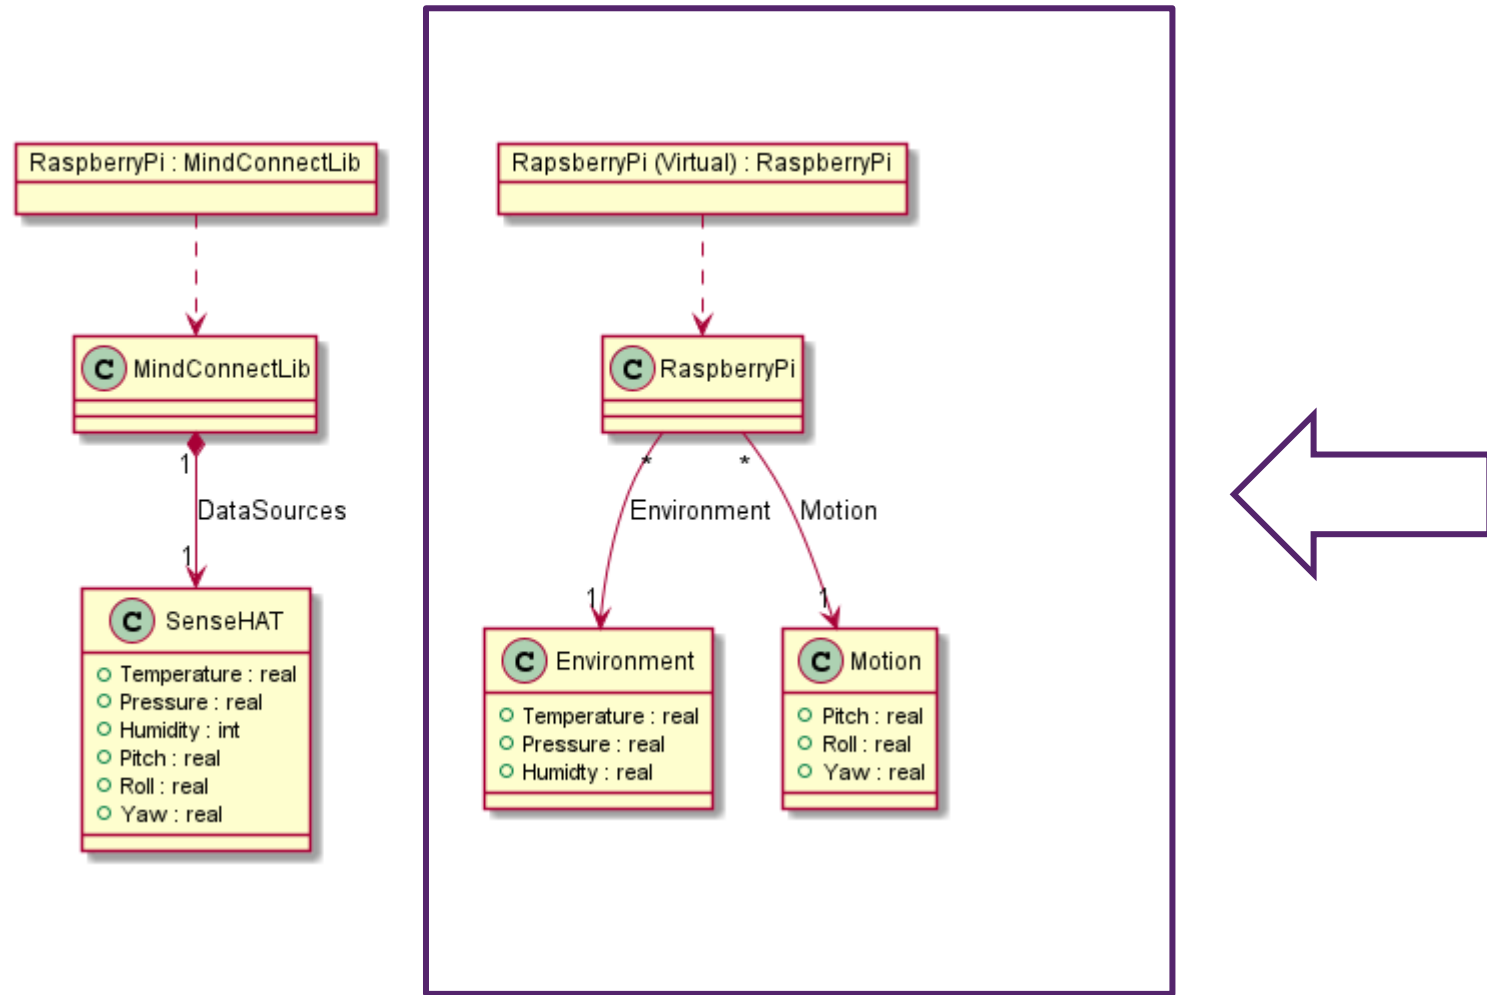 RaspberryPi : MindConnectLib
C MindConnectLib
1
DataSources
1
C SenseHAT
Temperature : real
Pressure : real
Humidity : int
Pitch : real
Roll : real
Yaw : real
RapsberryPi (Virtual) : RaspberryPi
C RaspberryPi
* *
Environment Motion
1 1
C Environment
Temperature : real
Pressure : real
Humidty : real
C Motion
Pitch : real
Roll : real
Yaw : real